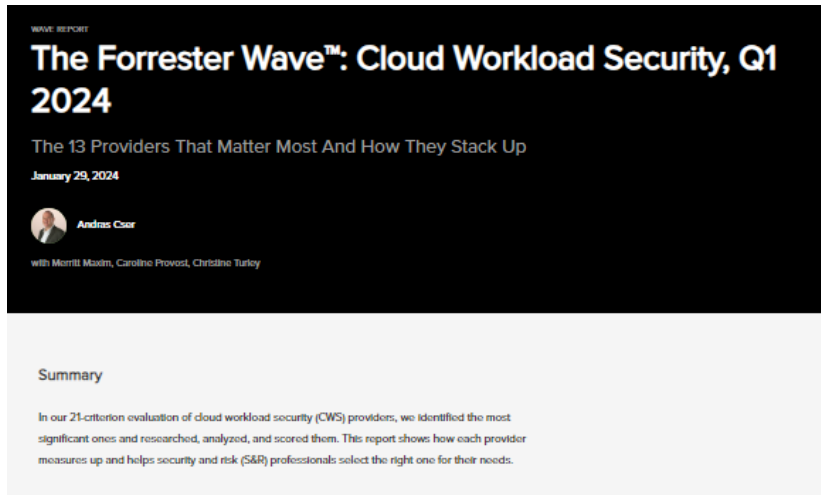 WAVE REPORT
The Forrester Wave™: Cloud Workload Security, Q1
2024
The 13 Providers That Matter Most And How They Stack Up
January 29, 2024
Andras Cser
with Merritt Maxim, Caroline Provost, Christine Turley
Summary
In our 21-criterion evaluation of cloud workload security (CWS) providers, we identified the most
significant ones and researched, analyzed, and scored them. This report shows how each provider
measures up and helps security and risk (S&R) professionals select the right one for their needs.